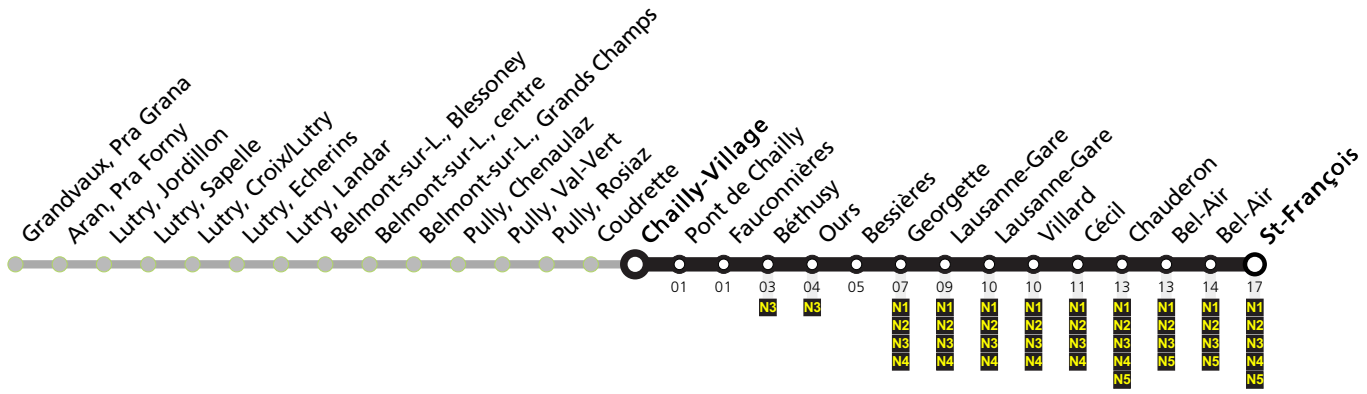 Grandvaux, Pra Grana
Aran, Pra Forny
Lutry, Jordillon
Lutry, Sapelle
Lutry, Croix/Lutry
Lutry, Echerins
Lutry, Landar
Belmont-sur-L., Blessoney
Belmont-sur-L., centre
Belmont-sur-L., Grands Champs
Pully, Chenaulaz
Pully, Val-Vert
Pully, Rosiaz
Coudrette
Chailly-Village
Pont de Chailly
Fauconnières
Béthusy
Ours
Bessières
Georgette
Lausanne-Gare
Lausanne-Gare
Villard
Cécil
Chauderon
Bel-Air
Bel-Air
St-François
01 01 03 04 05 07 09 10 10 11 13 13 14 17
N3 N3 N1 N1 N1 N1 N1 N1 N1 N1 N1
N2 N2 N2 N2 N2 N2 N2 N2 N2
N3 N3 N3 N3 N3 N3 N3 N3 N3
N4 N4 N4 N4 N4 N4 N5 N5 N4
N5 N5